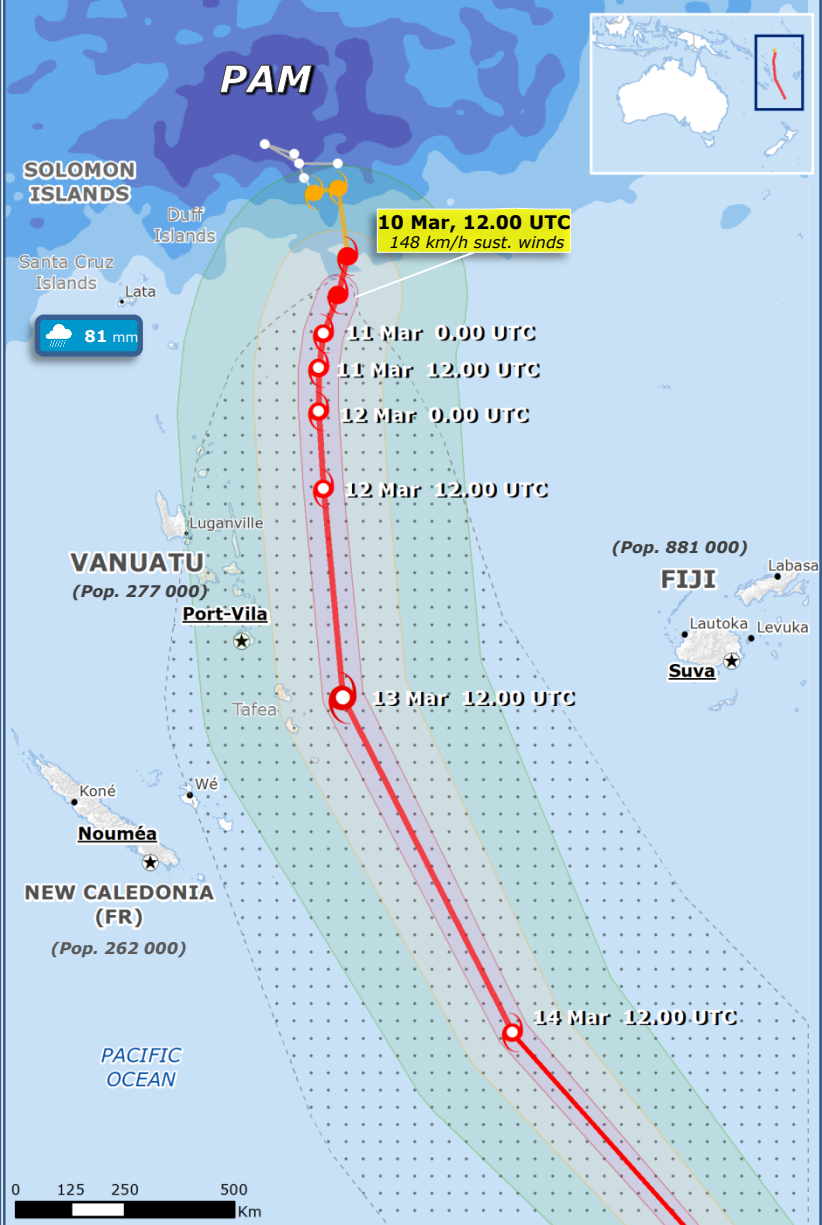 PAM
SOLOMON
ISLANDS
Duff
Islands
Santa Cruz
Islands
Lata
81 mm
10 Mar, 12.00 UTC
148 km/h sust. winds
11 Mar 0.00 UTC
11 Mar 12.00 UTC
12 Mar 0.00 UTC
12 Mar 12.00 UTC
Luganville
VANUATU
(Pop. 277 000)
Port-Vila
(Pop. 881 000)
FIJI
Labasa
Lautoka
Levuka
Suva
13 Mar 12.00 UTC
Tafea
Koné
Wé
Nouméa
NEW CALEDONIA
(FR)
(Pop. 262 000)
14 Mar 12.00 UTC
PACIFIC
OCEAN
0 125 250 500
Km